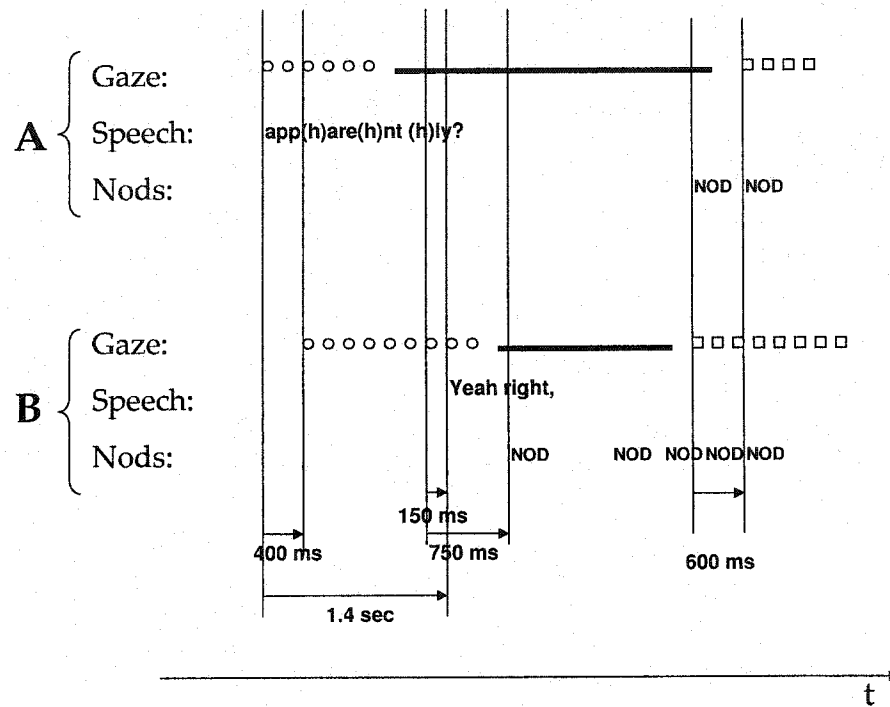 Gaze:
A
Speech: app(h)are(h)nt (h)ly?
Nods: NOD NOD
Gaze:
B
Speech: Yeah right,
Nods: NOD NOD NOD NOD NOD
150 ms
400 ms 750 ms
600 ms
1.4 sec
t